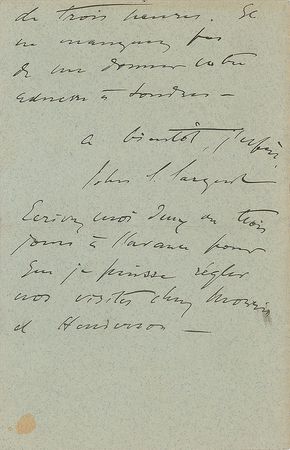 de trois heures. Et
ne manquez pas
de me donner votre
adresse à Londres —
à bientôt, j'espère,
John S Sargent
Ecrivez moi deux ou trois
jours à l'avance pour
que je puisse régler
nos visites chez Morris
et Henderson —